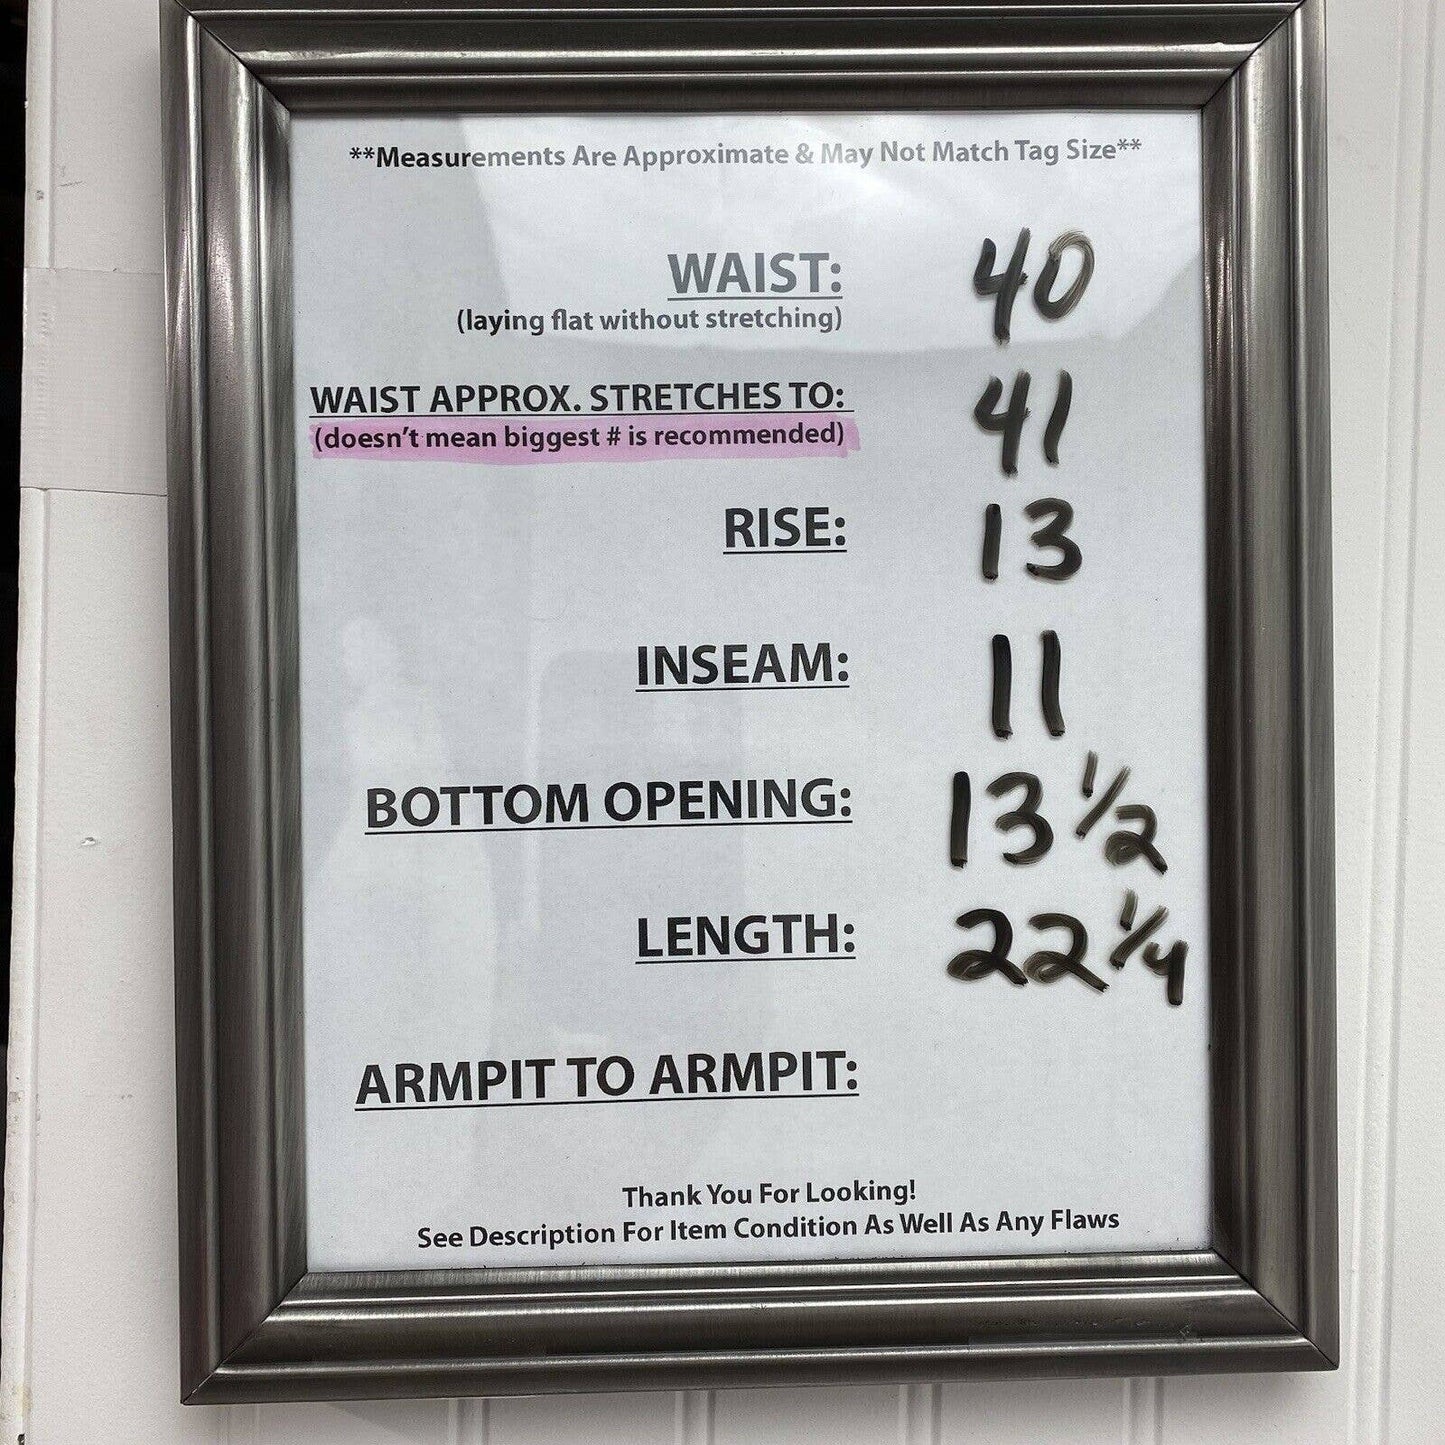 **Measurements Are Approximate & May Not Match Tag Size**
WAIST: 40
(laying flat without stretching)
WAIST APPROX. STRETCHES TO: 41
(doesn't mean biggest # is recommended)
RISE: 13
INSEAM: 11
BOTTOM OPENING: 13 1/2
LENGTH: 22 1/4
ARMPIT TO ARMPIT:
Thank You For Looking!
See Description For Item Condition As Well As Any Flaws